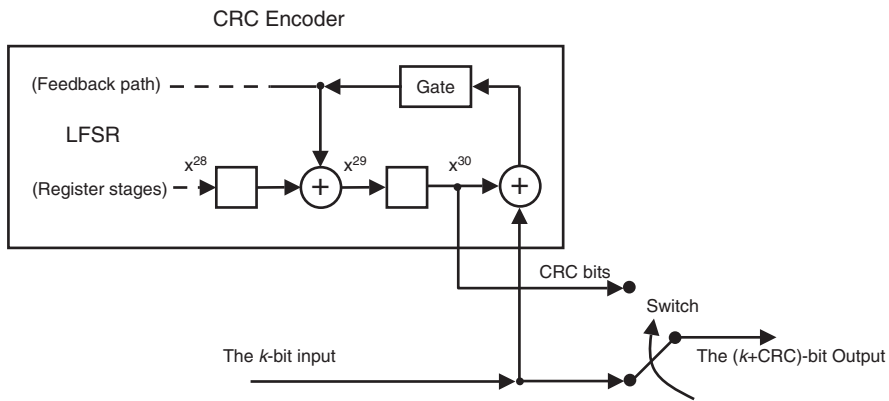 CRC Encoder
(Feedback path)
Gate
LFSR
x²⁸
x²⁹
x³⁰
(Register stages)
+
+
CRC bits
Switch
The k-bit input
The (k+CRC)-bit Output